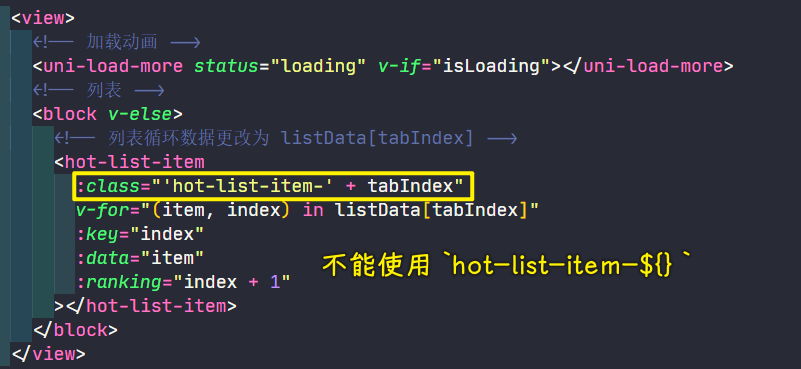 <view>
<!-- 加载动画 -->
<uni-load-more status="loading" v-if="isLoading"></uni-load-more>
<!-- 列表 -->
<block v-else>
<!-- 列表循环数据更改为 listData[tabIndex] -->
<hot-list-item
:class="'hot-list-item-' + tabIndex"
v-for="(item, index) in listData[tabIndex]"
:key="index"
:data="item"
:ranking="index + 1"
不能使用 `hot-list-item-${}`
></hot-list-item>
</block>
</view>